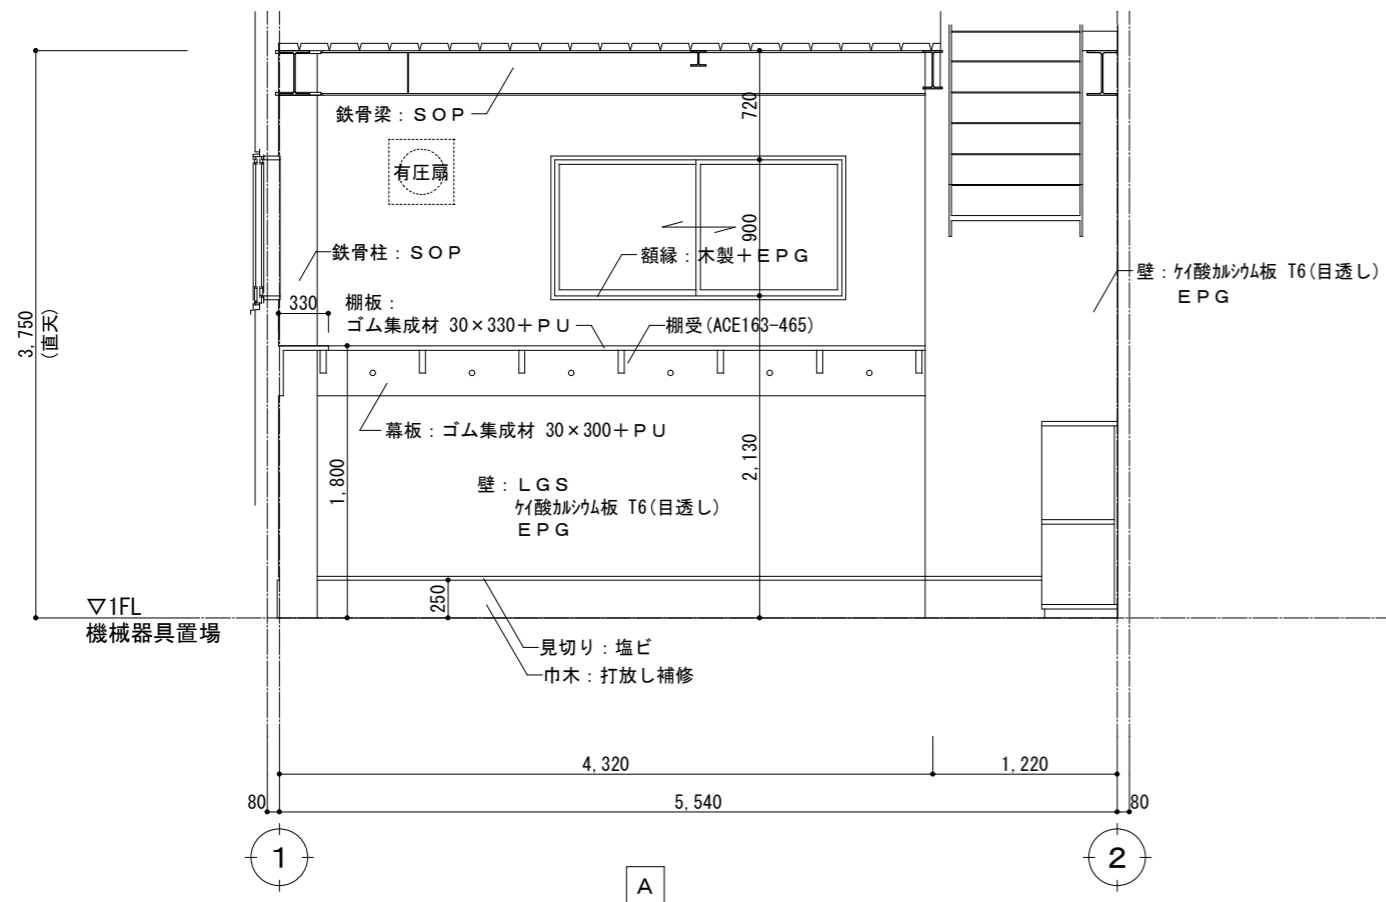 鉄骨梁：ＳＯＰ
720
有圧扇
900
鉄骨柱：ＳＯＰ
額縁：木製＋ＥＰＧ
壁：ｹｲ酸ｶﾙｼｳﾑ板 T6(目透し)
ＥＰＧ
330
棚板：
ゴム集成材 30×330＋ＰＵ
棚受(ACE163-465)
3,750
(直天)
幕板：ゴム集成材 30×300＋ＰＵ
1,800
2,130
壁：ＬＧＳ
ｹｲ酸ｶﾙｼｳﾑ板 T6(目透し)
ＥＰＧ
250
▽1FL
機械器具置場
見切り：塩ビ
巾木：打放し補修
4,320
1,220
80
5,540
80
1
2
A